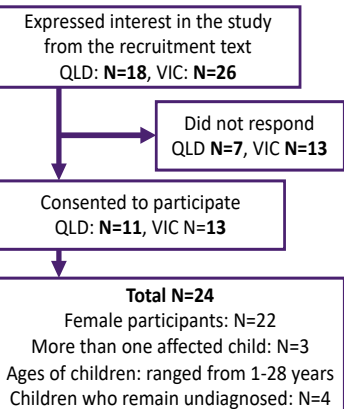 Expressed interest in the study
from the recruitment text
QLD: N=18, VIC: N=26
Did not respond
QLD N=7, VIC N=13
Consented to participate
QLD: N=11, VIC N=13
Total N=24
Female participants: N=22
More than one affected child: N=3
Ages of children: ranged from 1-28 years
Children who remain undiagnosed: N=4